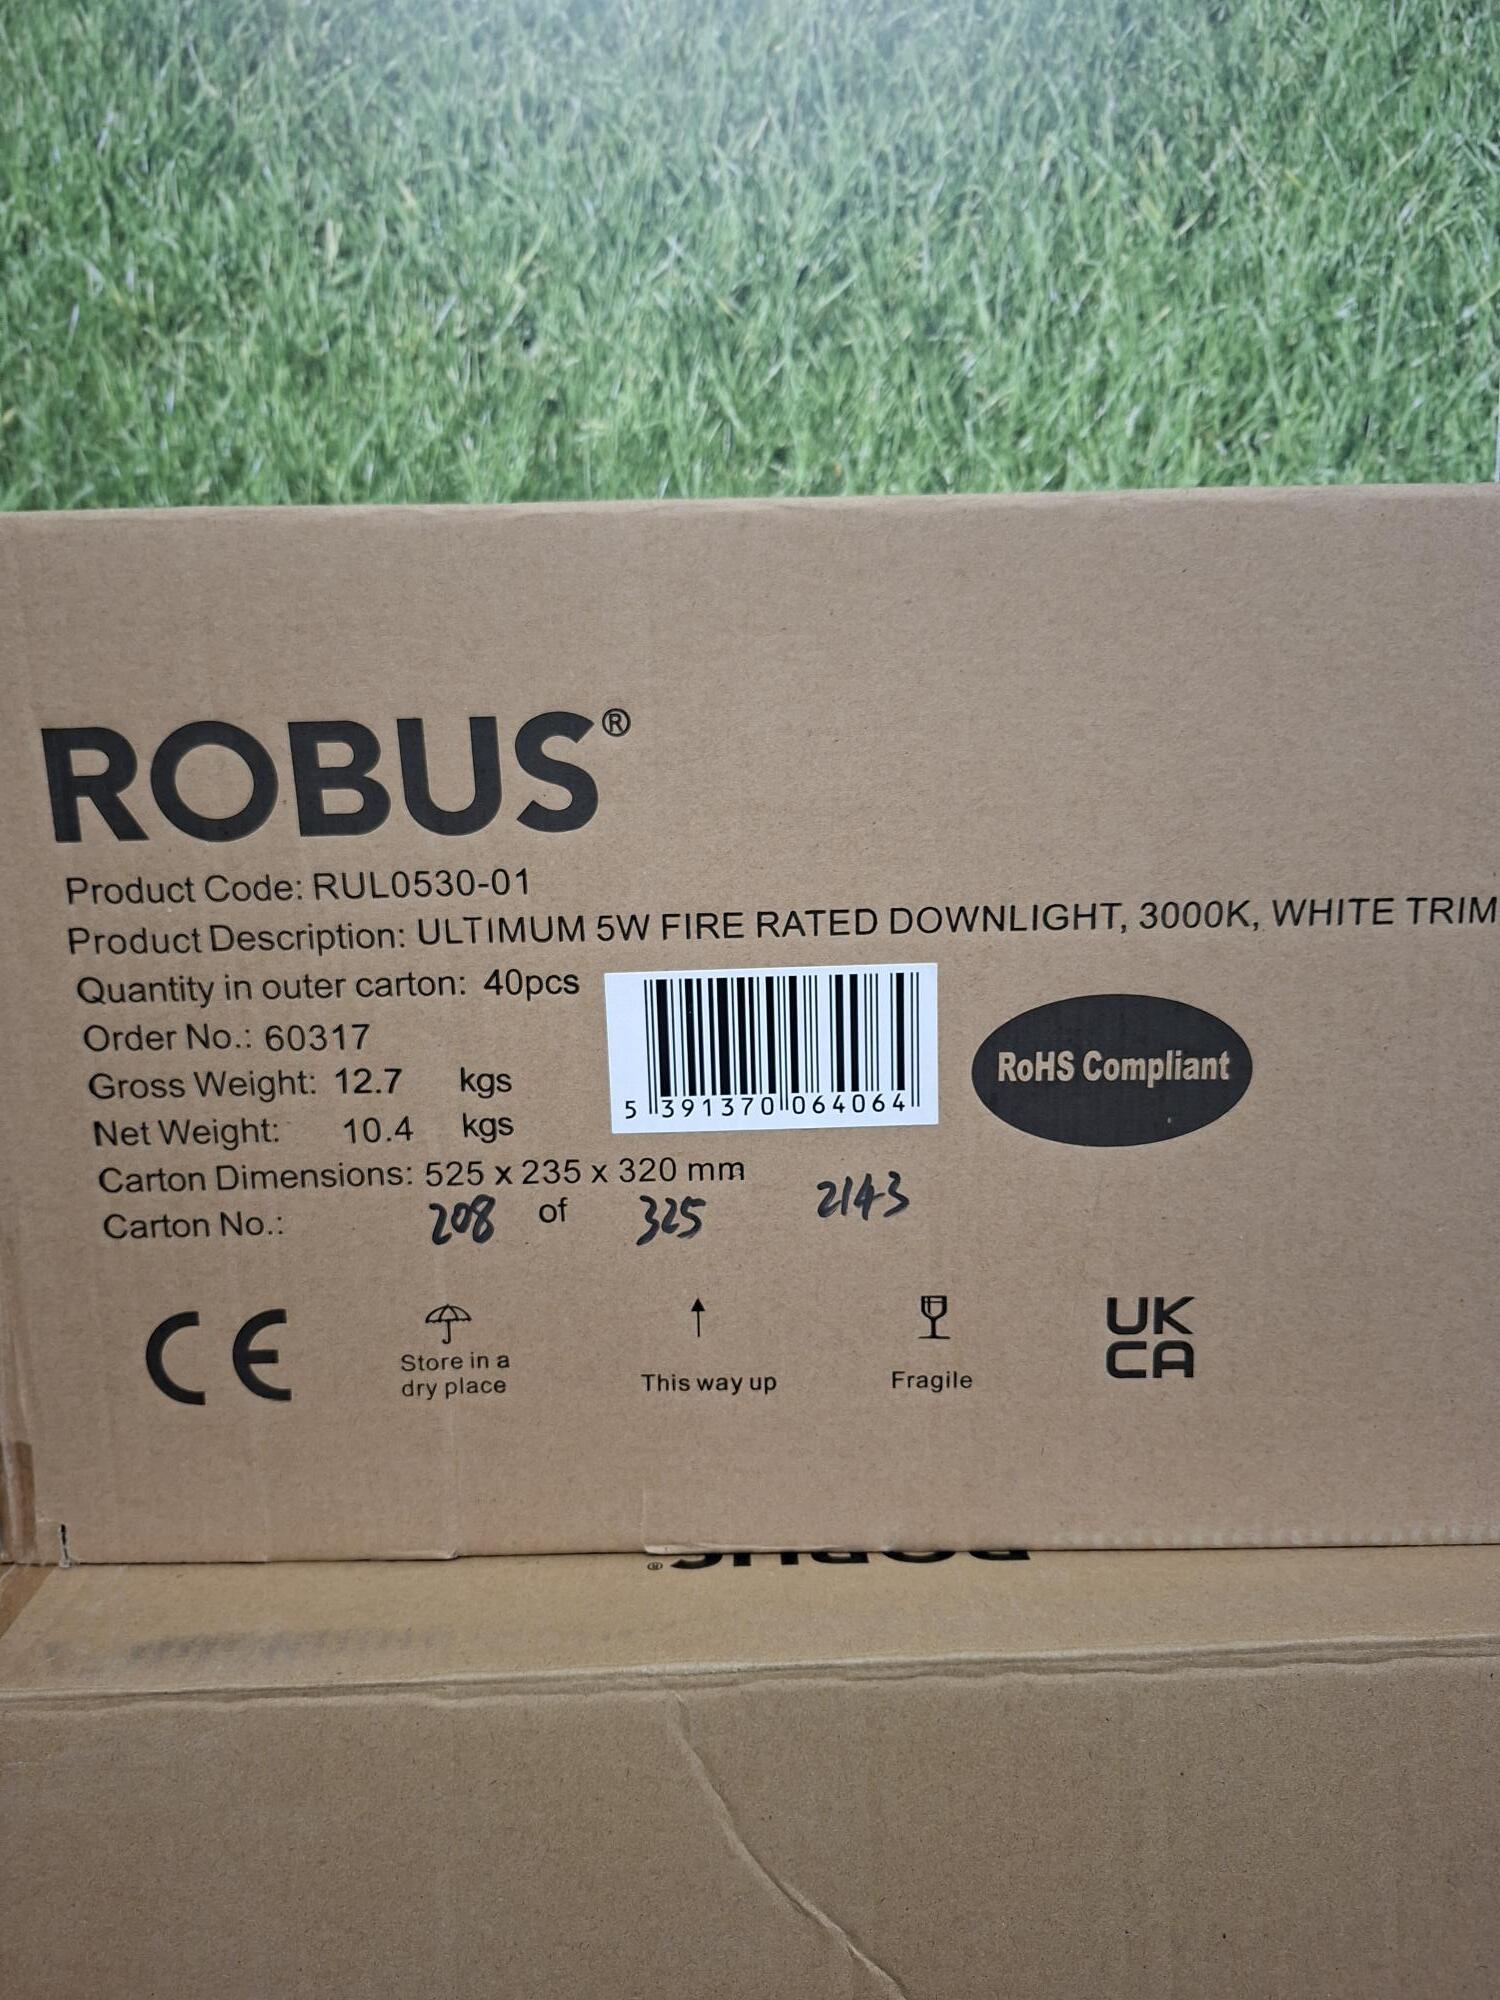 ROBUS®
Product Code: RUL0530-01
Product Description: ULTIMUM 5W FIRE RATED DOWNLIGHT, 3000K, WHITE TRIM
Quantity in outer carton: 40pcs
Order No.: 60317
Gross Weight: 12.7 kgs
Net Weight: 10.4 kgs
5 391370 064064
RoHS Compliant
Carton Dimensions: 525 x 235 x 320 mm
Carton No.: 208 of 325 2143
CE
Store in a
dry place
This way up
Fragile
UK
CA
ROBUS®